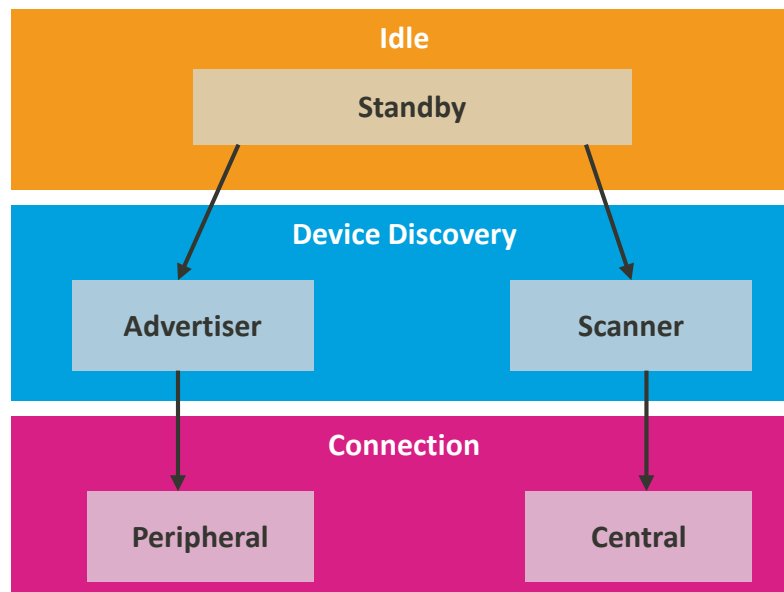 Idle
Standby
Device Discovery
Advertiser
Scanner
Connection
Peripheral
Central